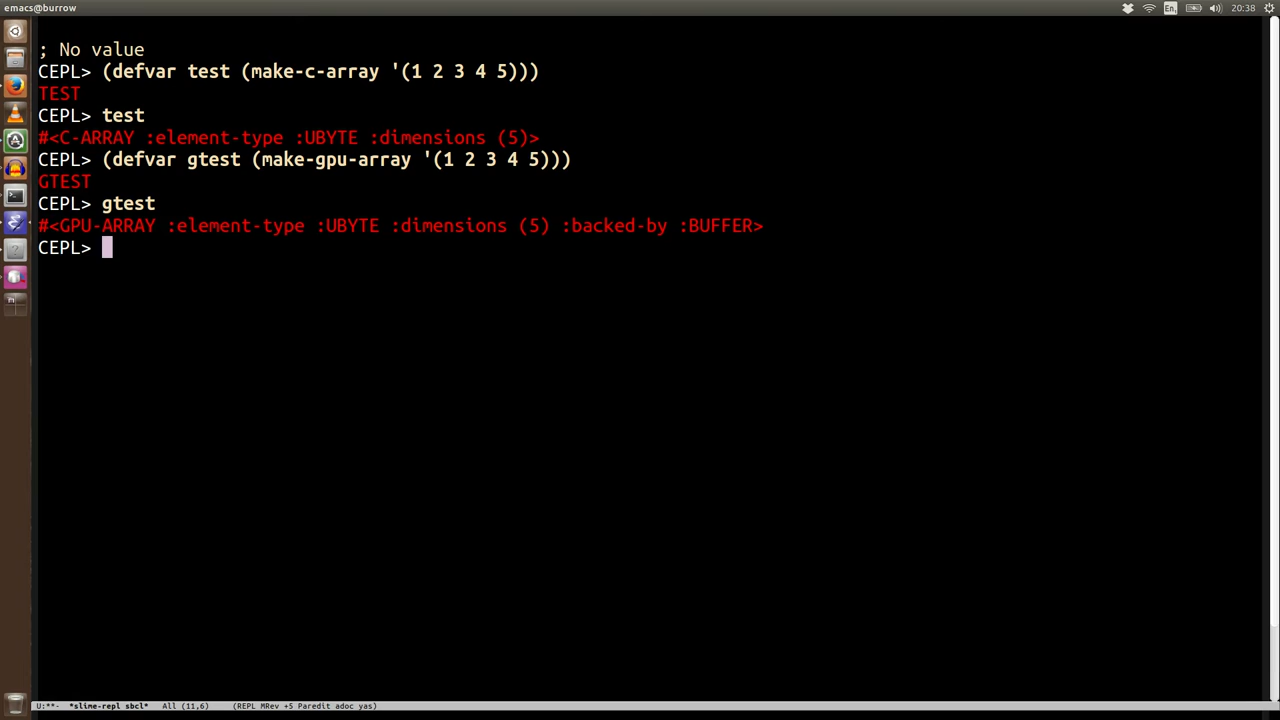 emacs@burrow
En
20:38
; No value
CEPL> (defvar test (make-c-array '(1 2 3 4 5)))
TEST
CEPL> test
#<C-ARRAY :element-type :UBYTE :dimensions (5)>
CEPL> (defvar gtest (make-gpu-array '(1 2 3 4 5)))
GTEST
CEPL> gtest
#<GPU-ARRAY :element-type :UBYTE :dimensions (5) :backed-by :BUFFER>
CEPL>
U:**-  *slime-repl sbcl*   All (11,6)     (REPL MRev +5 Paredit adoc yas)